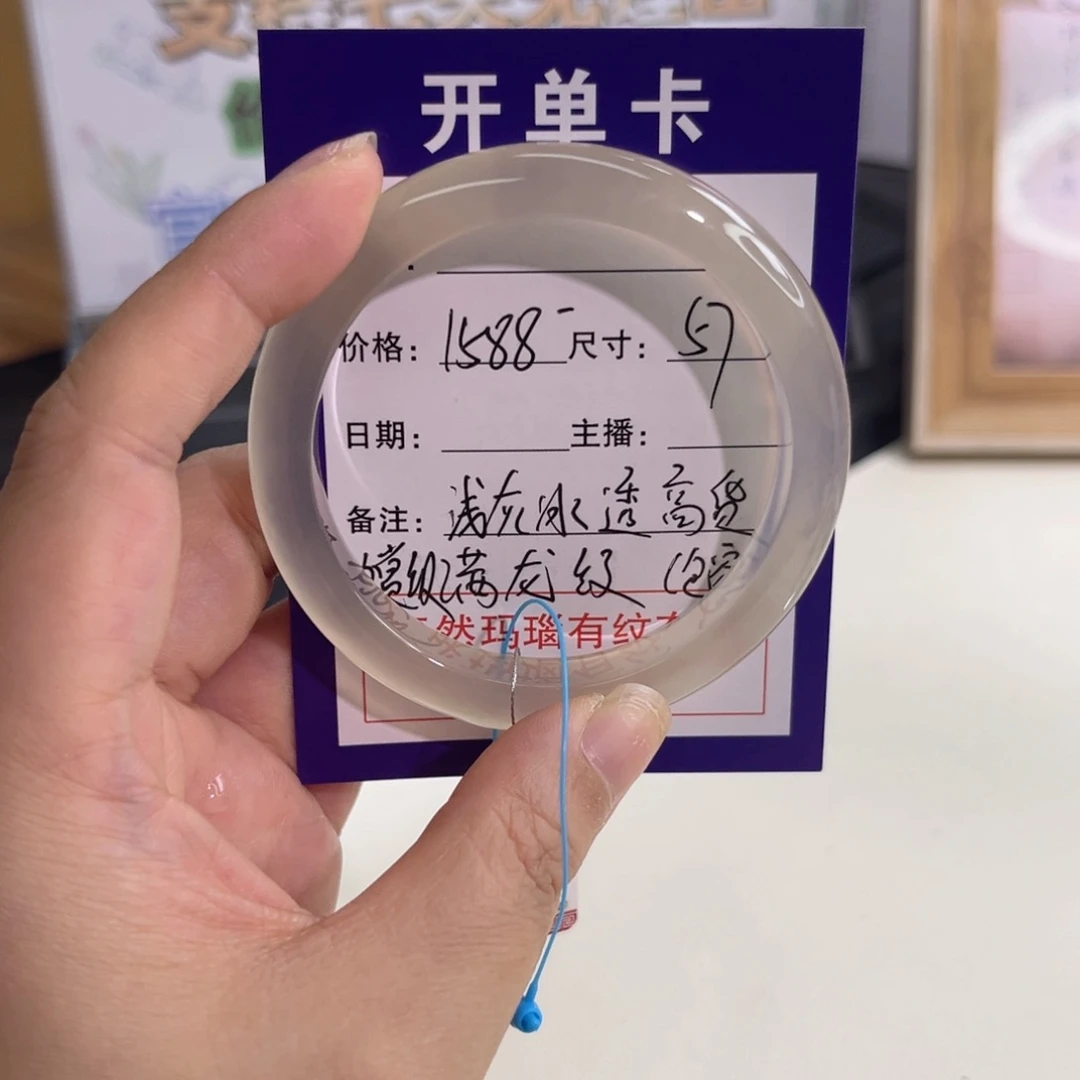 开单卡
价格：1588- 尺寸：57
日期： 主播：
备注：浅灰冰透高货
满龙纹
然玛瑙有纹